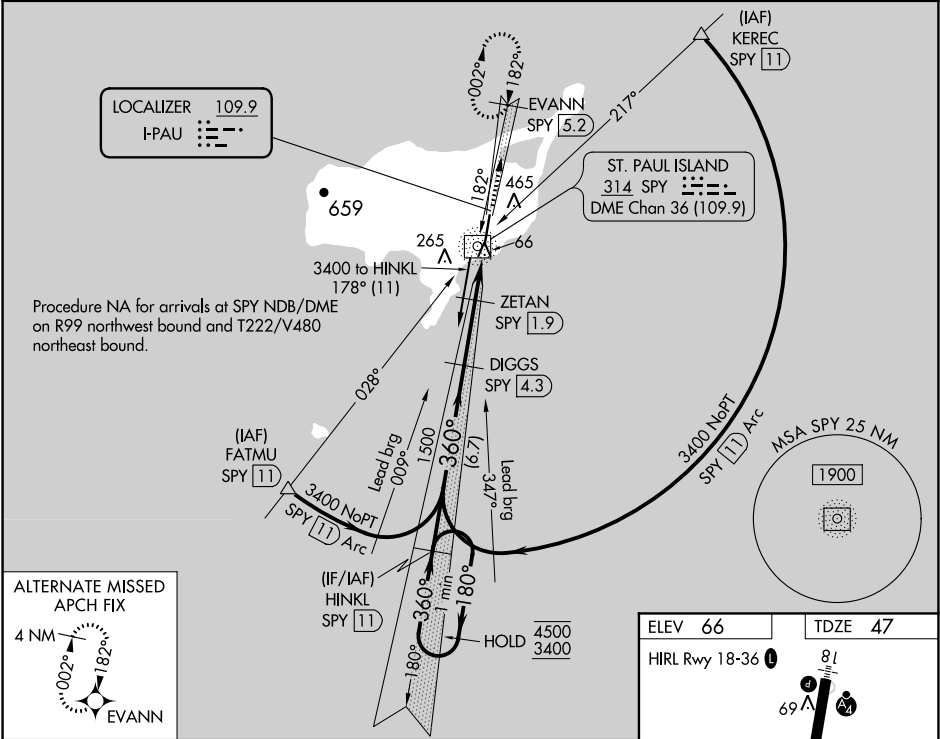 (IAF)
KEREC
SPY 11
002°
182°
EVANN
SPY 5.2
217°
LOCALIZER 109.9
I-PAU
182°
465
ST. PAUL ISLAND
314 SPY
DME Chan 36 (109.9)
659
265
66
3400 to HINKL
178° (11)
Procedure NA for arrivals at SPY NDB/DME
on R99 northwest bound and T222/V480
northeast bound.
ZETAN
SPY 1.9
DIGGS
SPY 4.3
028°
(IAF)
FATMU
SPY 11
Lead brg
009°
1500
360°
(6.7)
Lead brg
347°
3400 NoPT
SPY 11 Arc
3400 NoPT
SPY 11 Arc
MSA SPY 25 NM
1900
(IF/IAF)
HINKL
SPY 11
360°
1 min
180°
HOLD 4500
3400
180°
ALTERNATE MISSED
APCH FIX
4 NM
002°
182°
EVANN
ELEV 66
TDZE 47
HIRL Rwy 18-36 L
18
P
69
A4